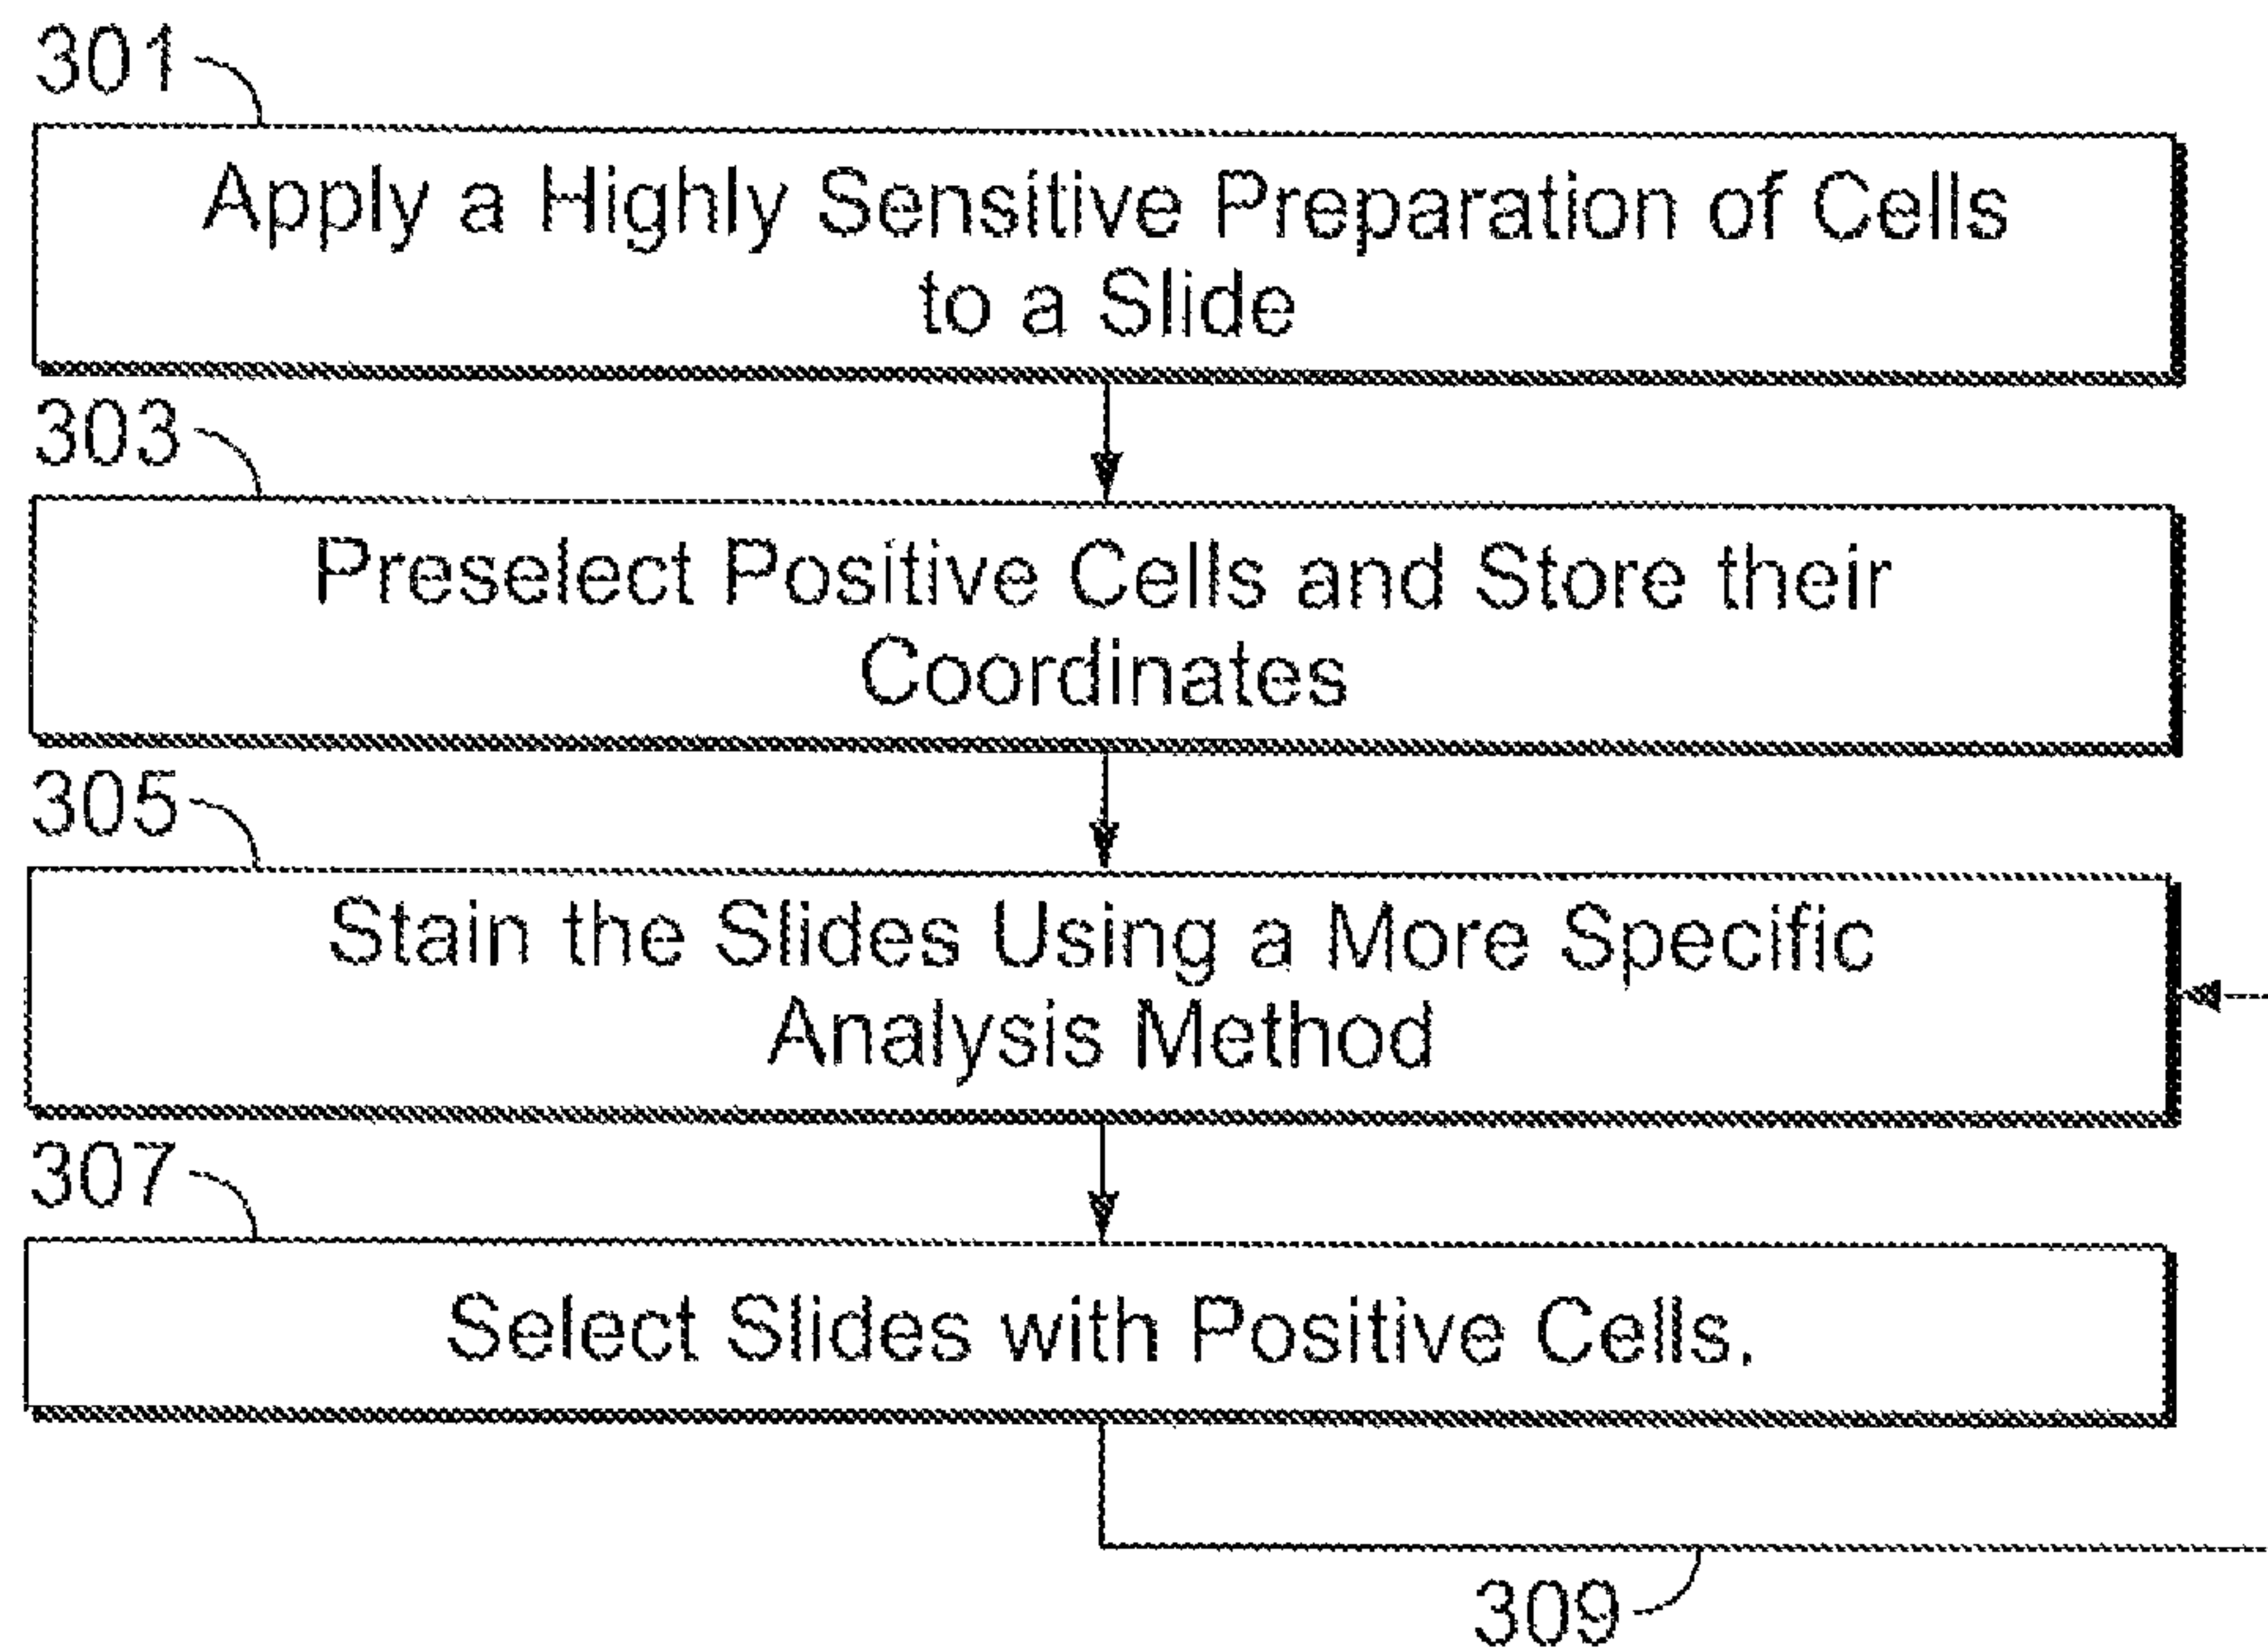 301
Apply a Highly Sensitive Preparation of Cells
to a Slide
303
Preselect Positive Cells and Store their
Coordinates
305
Stain the Slides Using a More Specific
Analysis Method
307
Select Slides with Positive Cells.
309